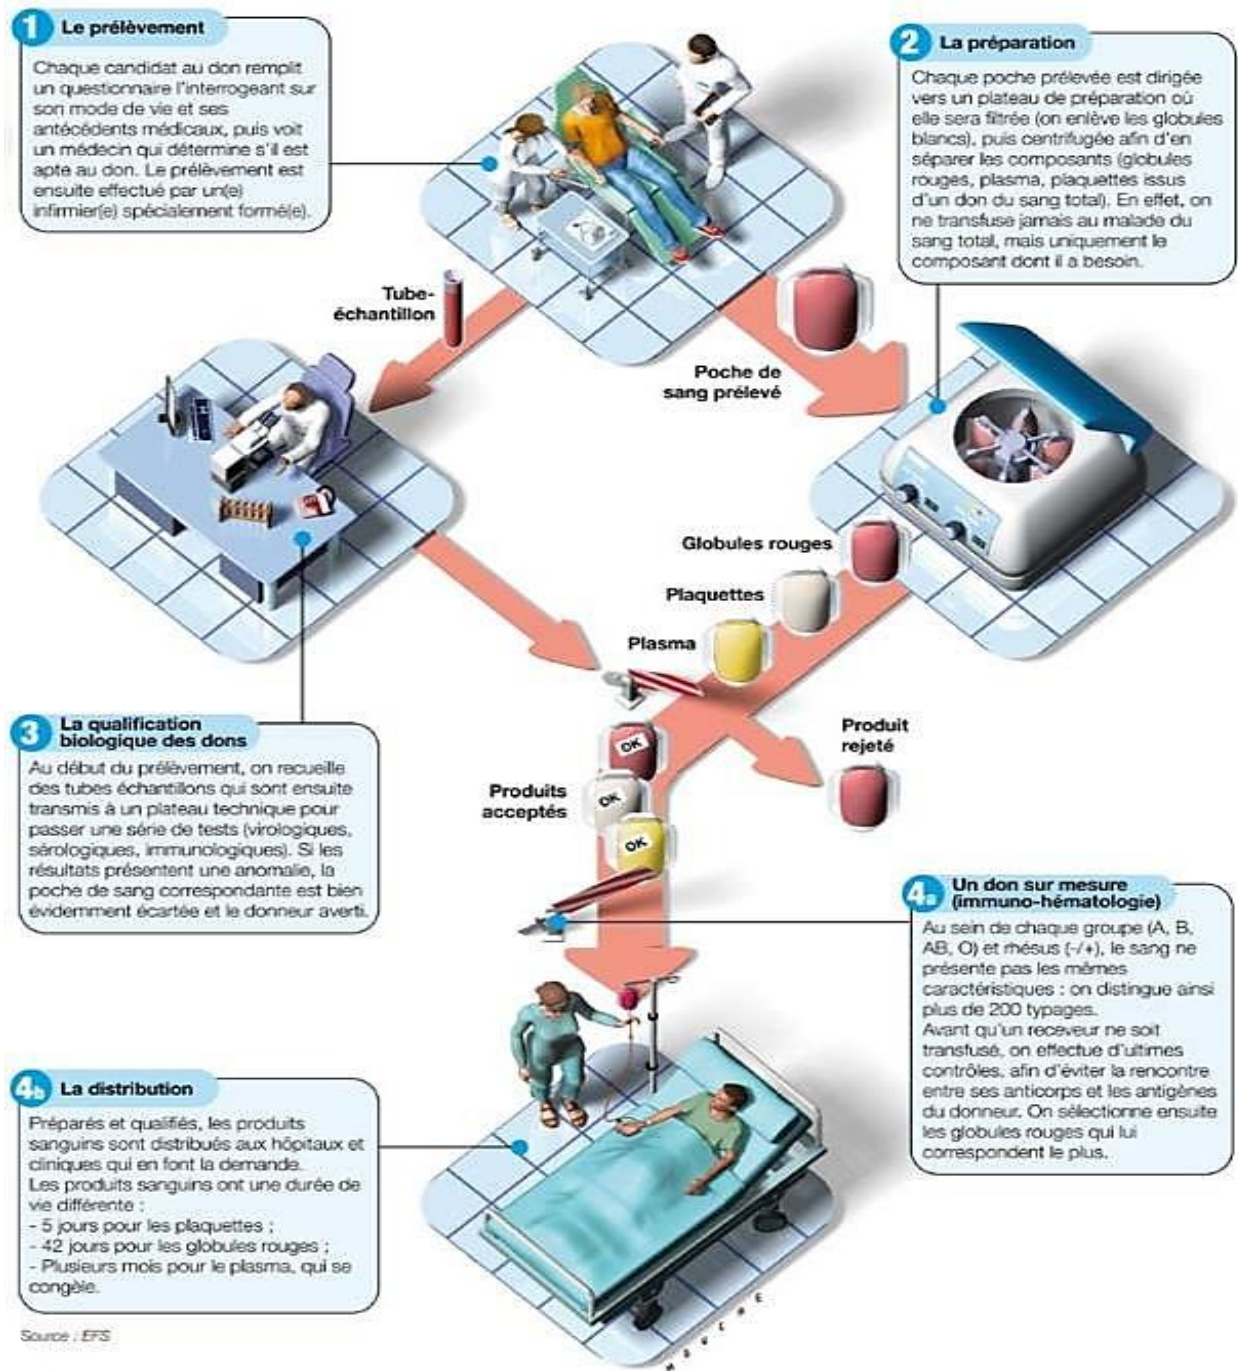 1 Le prélèvement
Chaque candidat au don remplit
un questionnaire l'interrogeant sur
son mode de vie et ses
antécédents médicaux, puis voit
un médecin qui détermine s'il est
apte au don. Le prélèvement est
ensuite effectué par un(e)
infirmier(e) spécialement formé(e).
2 La préparation
Chaque poche prélevée est dirigée
vers un plateau de préparation où
elle sera filtrée (on enlève les globules
blancs), puis centrifugée afin d'en
séparer les composants (globules
rouges, plasma, plaquettes issus
d'un don du sang total). En effet, on
ne transfuse jamais au malade du
sang total, mais uniquement le
composant dont il a besoin.
Tube-
échantillon
Poche de
sang prélevé
Globules rouges
Plaquettes
Plasma
3 La qualification
biologique des dons
Au début du prélèvement, on recueille
des tubes échantillons qui sont ensuite
transmis à un plateau technique pour
passer une série de tests (virologiques,
sérologiques, immunologiques). Si les
résultats présentent une anomalie, la
poche de sang correspondante est bien
évidemment écartée et le donneur averti.
Produit
rejeté
OK
Produits
acceptés
OK
OK
4a Un don sur mesure
(immuno-hématologie)
Au sein de chaque groupe (A, B,
AB, O) et rhésus (-/+), le sang ne
présente pas les mêmes
caractéristiques : on distingue ainsi
plus de 200 typages.
Avant qu'un receveur ne soit
transfusé, on effectue d'ultimes
contrôles, afin d'éviter la rencontre
entre ses anticorps et les antigènes
du donneur. On sélectionne ensuite
les globules rouges qui lui
correspondent le plus.
4b La distribution
Préparés et qualifiés, les produits
sanguins sont distribués aux hôpitaux et
cliniques qui en font la demande.
Les produits sanguins ont une durée de
vie différente :
- 5 jours pour les plaquettes ;
- 42 jours pour les globules rouges ;
- Plusieurs mois pour le plasma, qui se
congèle.
Source : EFS